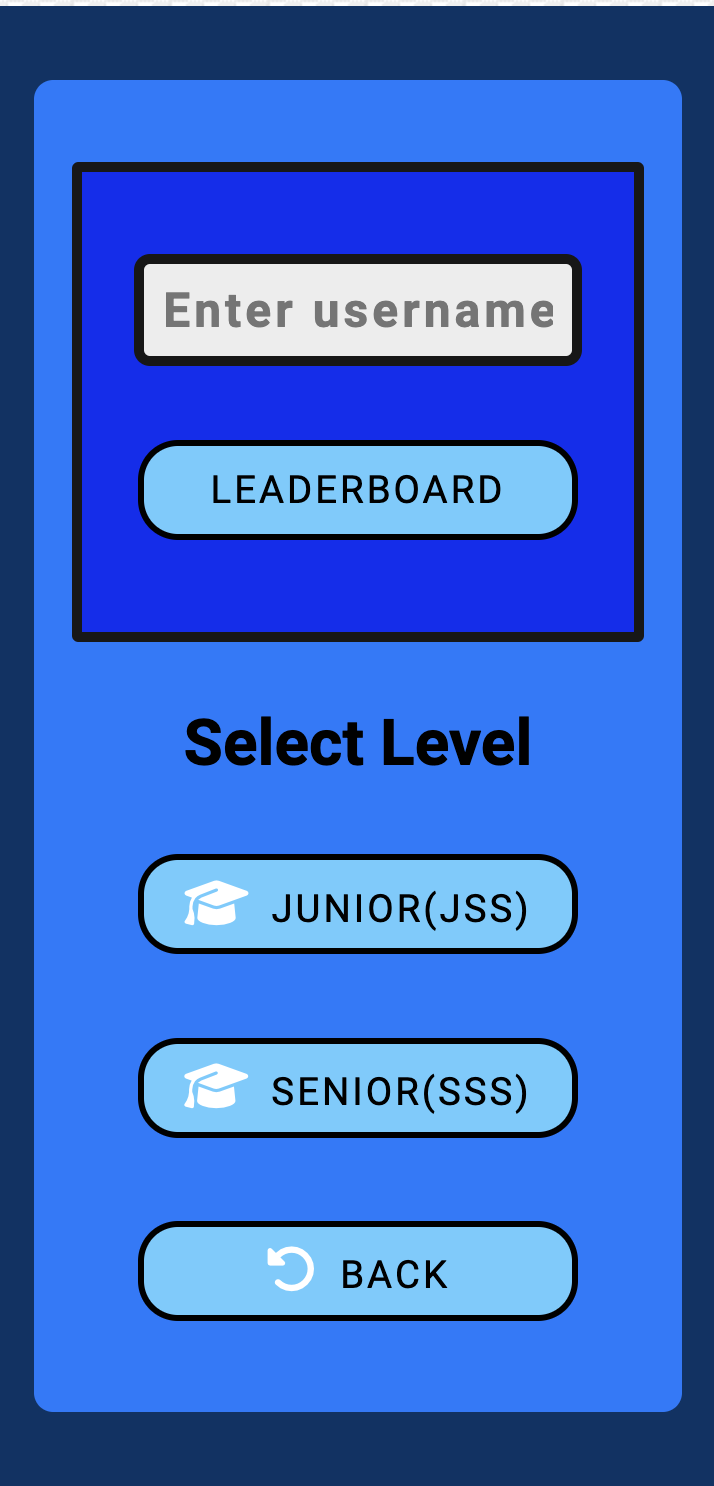 Enter username
LEADERBOARD
Select Level
JUNIOR(JSS)
SENIOR(SSS)
BACK